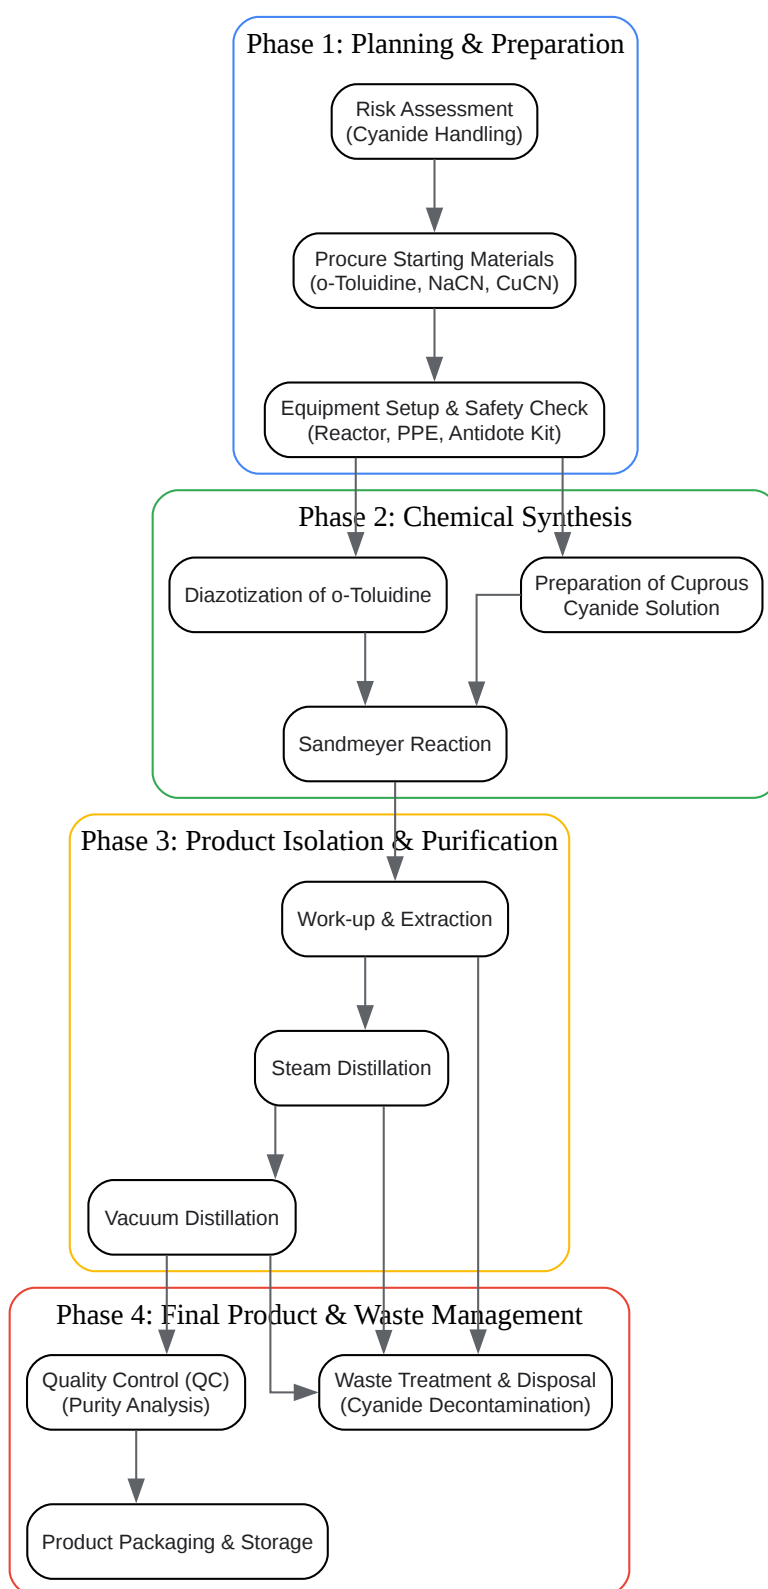 Phase 1: Planning & Preparation
Risk Assessment
(Cyanide Handling)
Procure Starting Materials
(o-Toluidine, NaCN, CuCN)
Equipment Setup & Safety Check
(Reactor, PPE, Antidote Kit)
Phase 2: Chemical Synthesis
Diazotization of o-Toluidine
Preparation of Cuprous
Cyanide Solution
Sandmeyer Reaction
Phase 3: Product Isolation & Purification
Work-up & Extraction
Steam Distillation
Vacuum Distillation
Phase 4: Final Product & Waste Management
Quality Control (QC)
(Purity Analysis)
Waste Treatment & Disposal
(Cyanide Decontamination)
Product Packaging & Storage